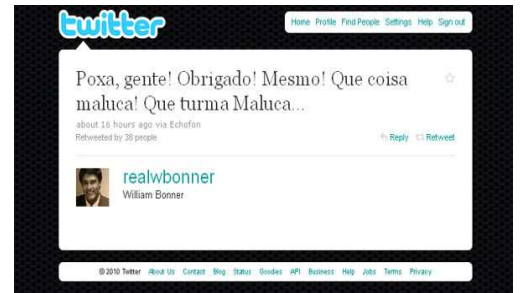 twitter
Home Profile Find People Settings Help Sign out
Poxa, gente! Obrigado! Mesmo! Que coisa
maluca! Que turma Maluca...
about 16 hours ago via Echofon
Retweeted by 38 people
Reply Retweet
realwbonner
William Bonner
© 2010 Twitter About Us Contact Blog Status Goodies API Business Help Jobs Terms Privacy